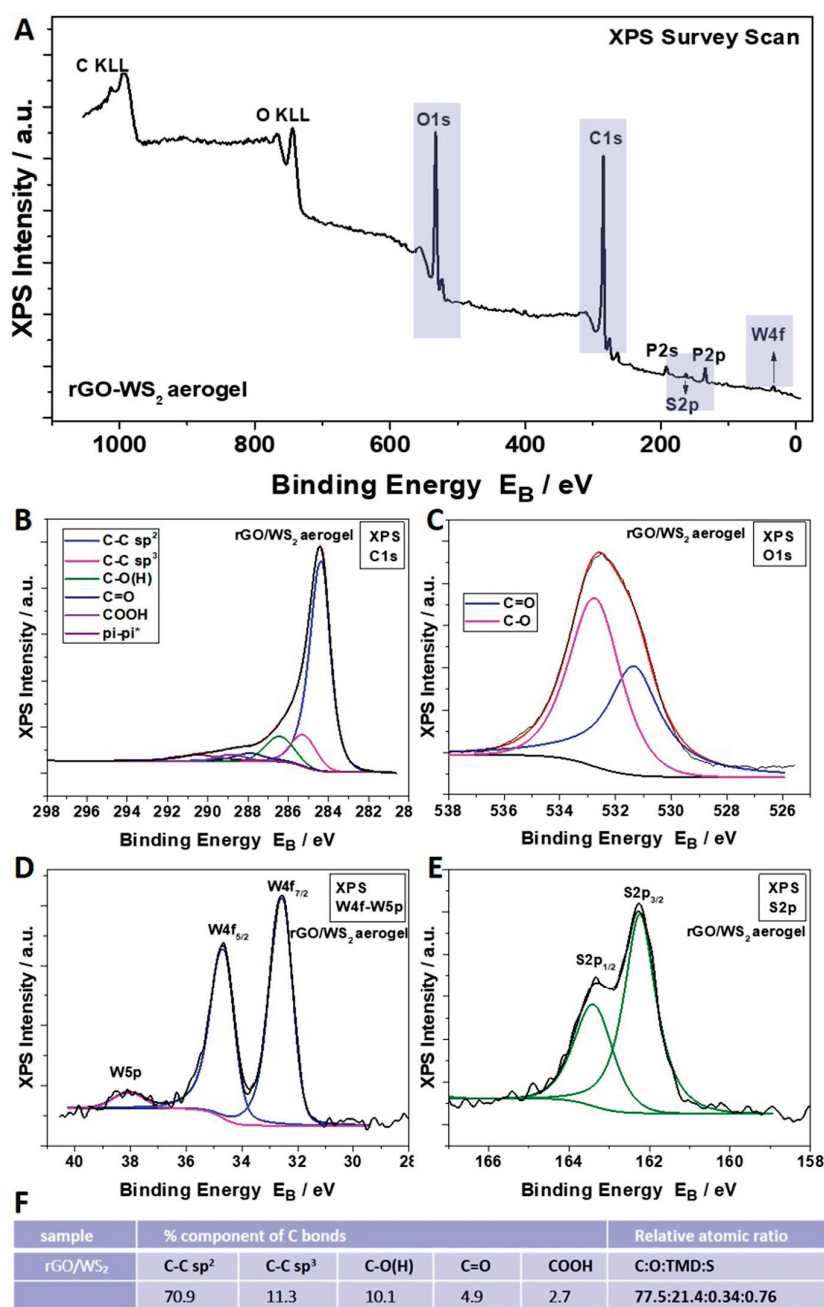 A
XPS Survey Scan
C KLL
O KLL
O1s
C1s
P2s
P2p
S2p
W4f
rGO-WS₂ aerogel
XPS Intensity / a.u.
1000 800 600 400 200 0
Binding Energy E_B / eV
B
C-C sp²
C-C sp³
C-O(H)
C=O
COOH
pi-pi*
rGO/WS₂ aerogel
XPS
C1s
XPS Intensity / a.u.
298 296 294 292 290 288 286 284 282 28
Binding Energy E_B / eV
C
rGO/WS₂ aerogel
XPS
O1s
C=O
C-O
XPS Intensity / a.u.
538 536 534 532 530 528 526
Binding Energy E_B / eV
D
W4f₇/₂
W4f₅/₂
W5p
XPS
W4f-W5p
rGO/WS₂ aerogel
XPS Intensity / a.u.
40 38 36 34 32 30 28
Binding Energy E_B / eV
E
S2p₃/₂
S2p₁/₂
XPS
S2p
rGO/WS₂ aerogel
XPS Intensity / a.u.
166 164 162 160 158
Binding Energy E_B / eV
F
sample % component of C bonds Relative atomic ratio
rGO/WS₂ C-C sp² C-C sp³ C-O(H) C=O COOH C:O:TMD:S
70.9 11.3 10.1 4.9 2.7 77.5:21.4:0.34:0.76